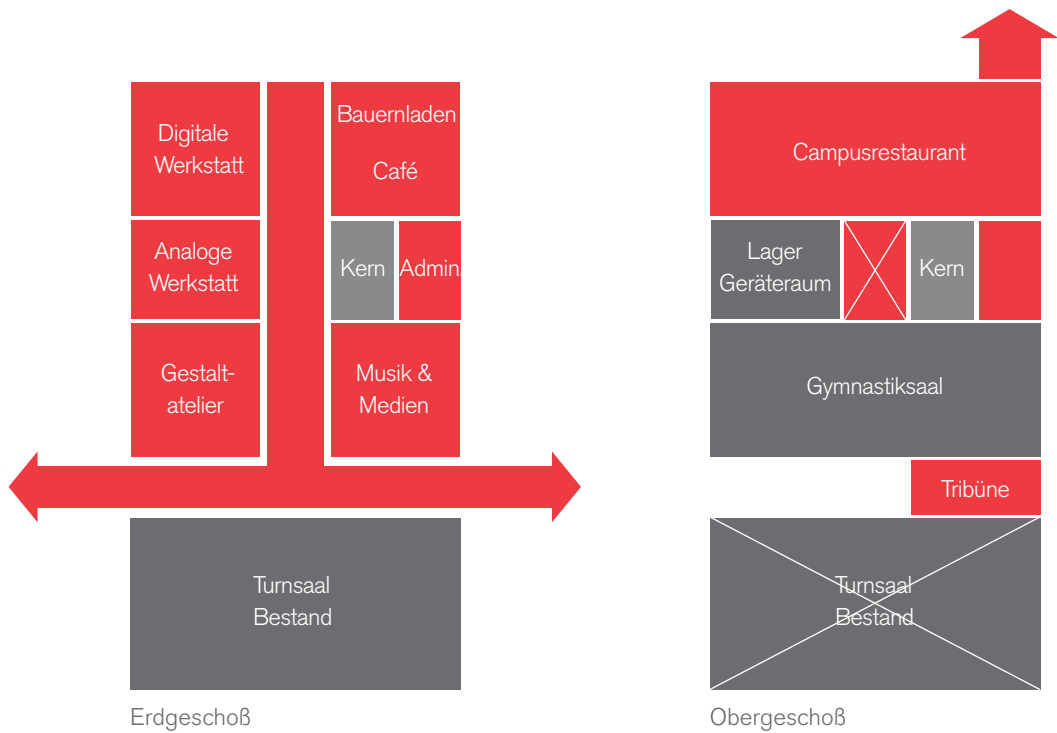 Digitale
Werkstatt
Bauernladen
Café
Analoge
Werkstatt
Kern
Admin.
Gestalt-
atelier
Musik &
Medien
Turnsaal
Bestand
Erdgeschoß
Campusrestaurant
Lager
Geräteraum
Kern
Gymnastiksaal
Tribüne
Turnsaal
Bestand
Obergeschoß